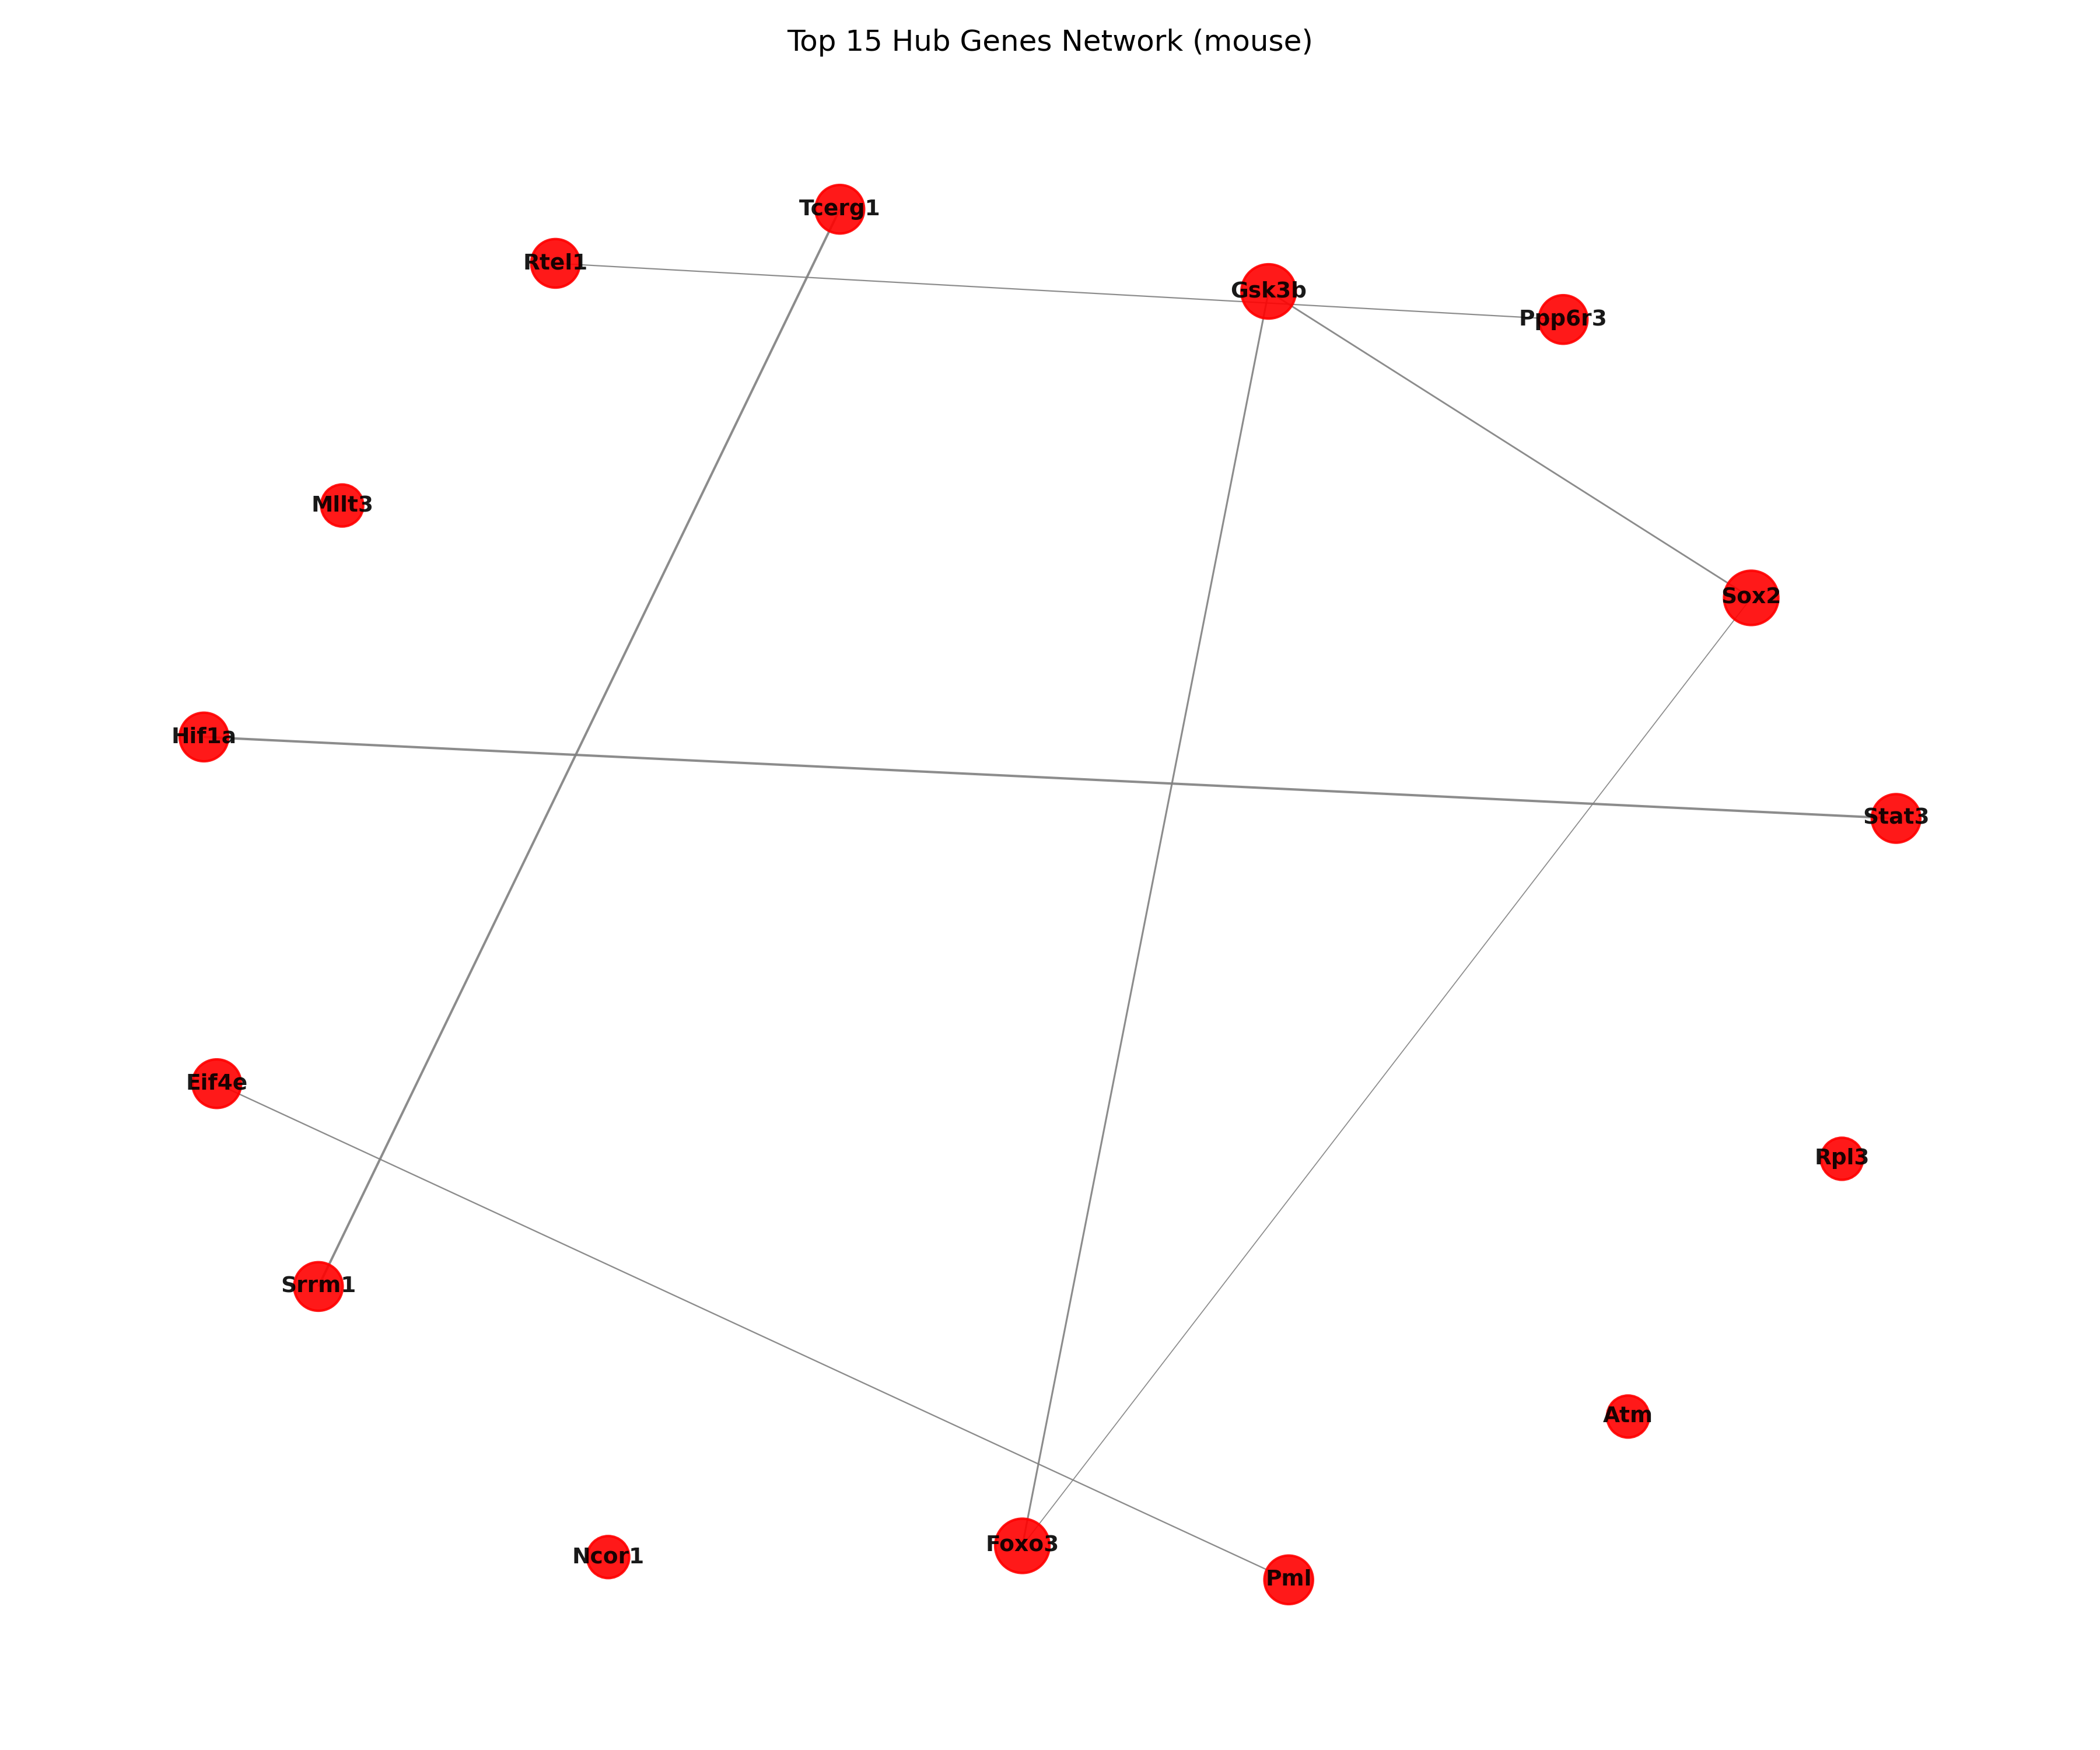 Top 15 Hub Genes Network (mouse)
Tcerg1
Rtel1
Gsk3b
Ppp6r3
Mllt3
Sox2
Hif1a
Stat3
Eif4e
Rpl3
Srrm1
Atm
Foxo3
Ncor1
Pml